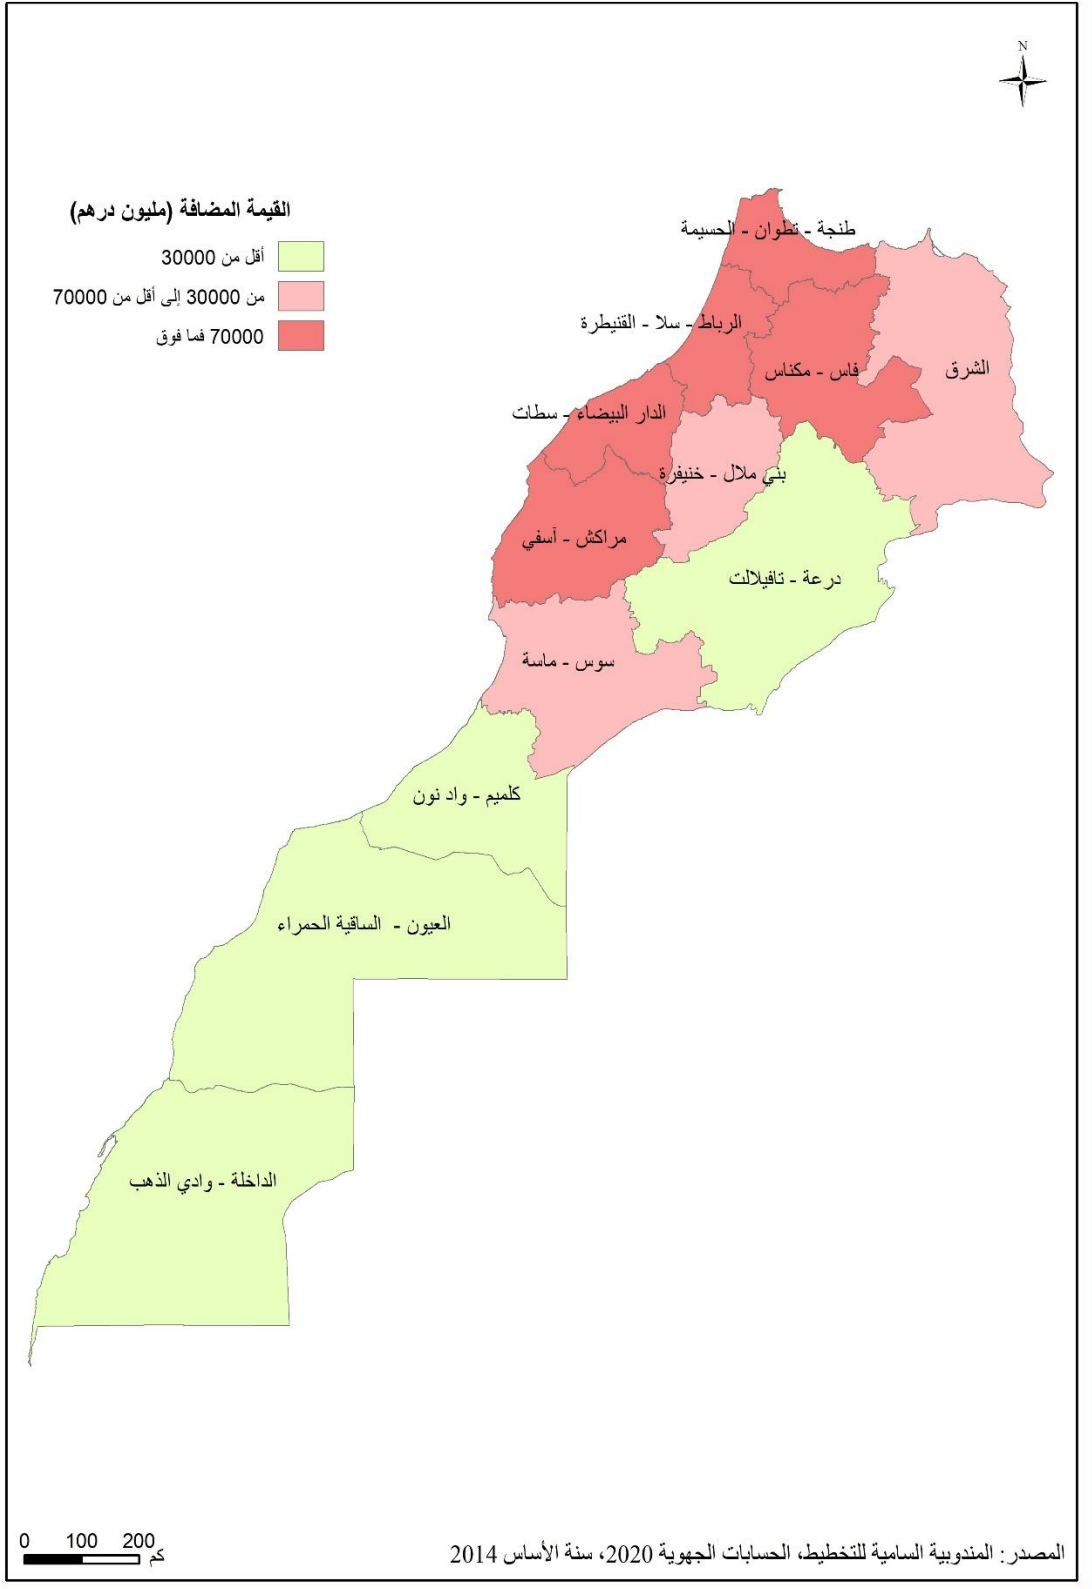 N
القيمة المضافة (مليون درهم)
أقل من 30000
من 30000 إلى أقل من 70000
70000 فما فوق
طنجة - تطوان - الحسيمة
الرباط - سلا - القنيطرة
فاس - مكناس
الشرق
الدار البيضاء - سطات
بني ملال - خنيفرة
مراكش - آسفي
درعة - تافيلالت
سوس - ماسة
كلميم - واد نون
العيون - الساقية الحمراء
الداخلة - وادي الذهب
0 100 200
كم
المصدر: المندوبية السامية للتخطيط، الحسابات الجهوية 2020، سنة الأساس 2014